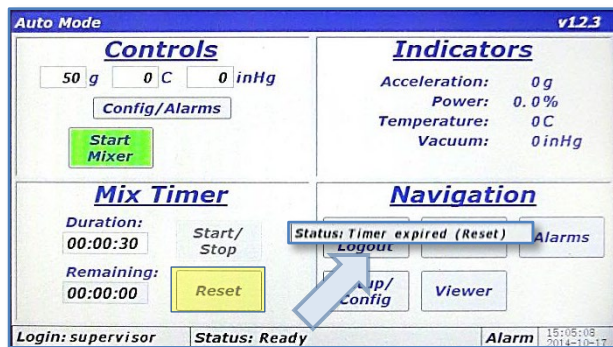 Auto Mode v1.2.3
Controls
50 g 0 C 0 inHg
Config/Alarms
Start
Mixer
Indicators
Acceleration: 0 g
Power: 0.0%
Temperature: 0 C
Vacuum: 0 inHg
Mix Timer
Duration:
00:00:30
Start/
Stop
Remaining:
00:00:00
Reset
Navigation
Status: Timer expired (Reset)
Logout
Alarms
Config
Viewer
Login: supervisor Status: Ready Alarm 15:05:08
2014-10-17